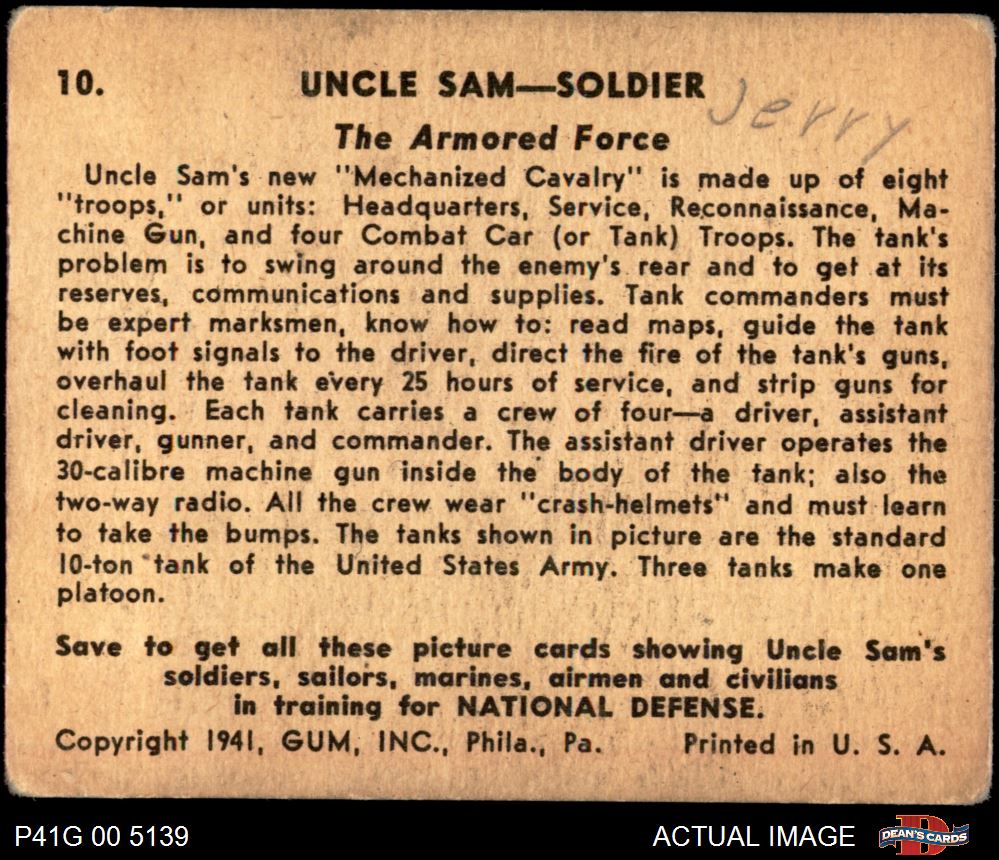 10.
UNCLE SAM—SOLDIER
Jerry
The Armored Force
Uncle Sam's new "Mechanized Cavalry" is made up of eight
"troops," or units: Headquarters, Service, Reconnaissance, Ma-
chine Gun, and four Combat Car (or Tank) Troops. The tank's
problem is to swing around the enemy's rear and to get at its
reserves, communications and supplies. Tank commanders must
be expert marksmen, know how to: read maps, guide the tank
with foot signals to the driver, direct the fire of the tank's guns,
overhaul the tank every 25 hours of service, and strip guns for
cleaning. Each tank carries a crew of four—a driver, assistant
driver, gunner, and commander. The assistant driver operates the
30-calibre machine gun inside the body of the tank; also the
two-way radio. All the crew wear "crash-helmets" and must learn
to take the bumps. The tanks shown in picture are the standard
10-ton tank of the United States Army. Three tanks make one
platoon.
Save to get all these picture cards showing Uncle Sam's
soldiers, sailors, marines, airmen and civilians
in training for NATIONAL DEFENSE.
Copyright 1941, GUM, INC., Phila., Pa. Printed in U. S. A.
P41G 00 5139
ACTUAL IMAGE
DEAN'S CARDS